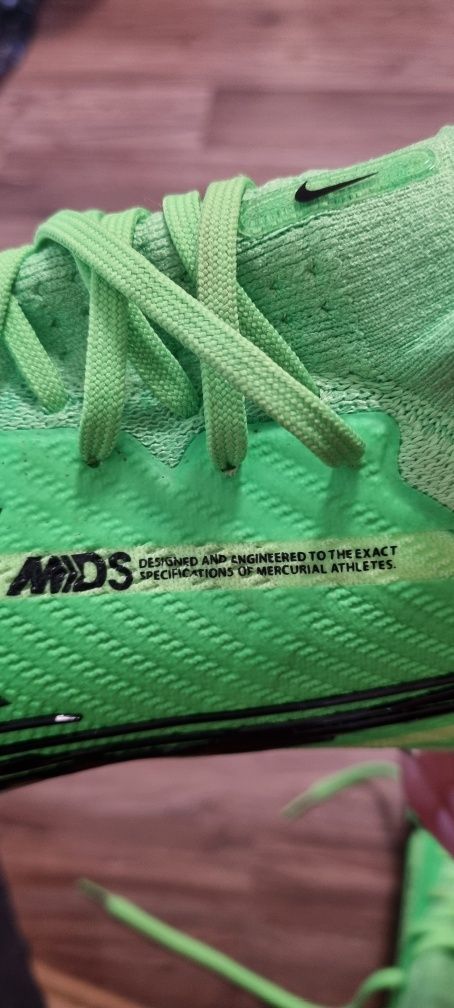 MDS
DESIGNED AND ENGINEERED TO THE EXACT
SPECIFICATIONS OF MERCURIAL ATHLETES.